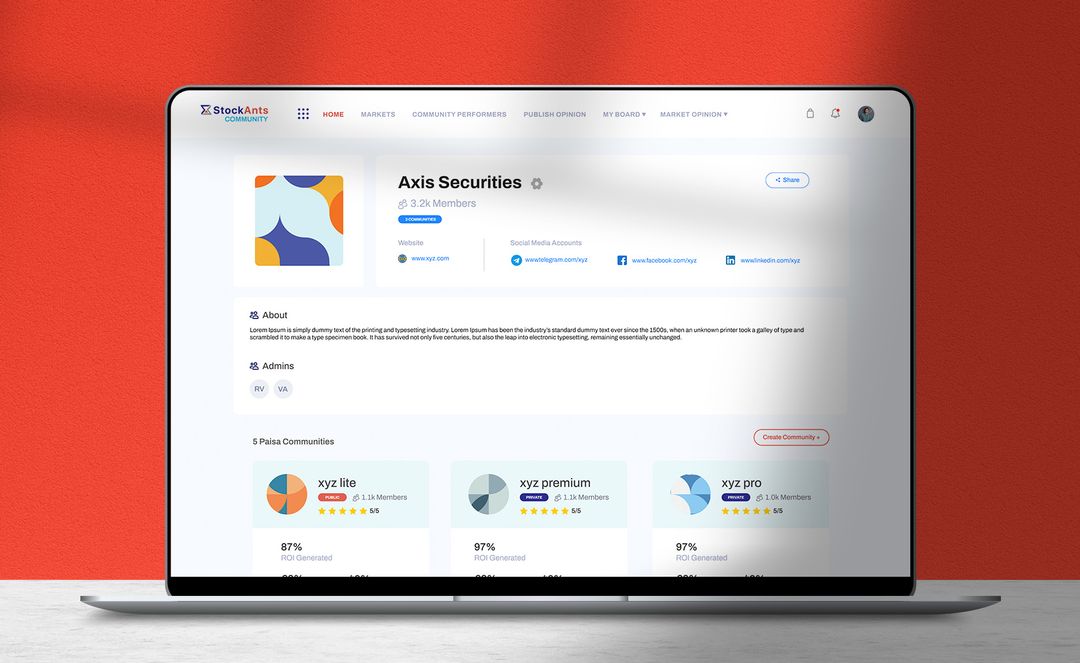 StockAnts
COMMUNITY
HOME MARKETS COMMUNITY PERFORMERS PUBLISH OPINION MY BOARD MARKET OPINION
Axis Securities
Share
3.2k Members
3 COMMUNITIES
Website Social Media Accounts
www.xyz.com www.telegram.com/xyz www.facebook.com/xyz www.linkedin.com/xyz
About
Lorem Ipsum is simply dummy text of the printing and typesetting industry. Lorem Ipsum has been the industry's standard dummy text ever since the 1500s, when an unknown printer took a galley of type and
scrambled it to make a type specimen book. It has survived not only five centuries, but also the leap into electronic typesetting, remaining essentially unchanged.
Admins
RV VA
5 Paisa Communities Create Community +
xyz lite xyz premium xyz pro
PUBLIC 1.1k Members PRIVATE 1.1k Members PRIVATE 1.0k Members
5/5 5/5 5/5
87% 97% 97%
ROI Generated ROI Generated ROI Generated